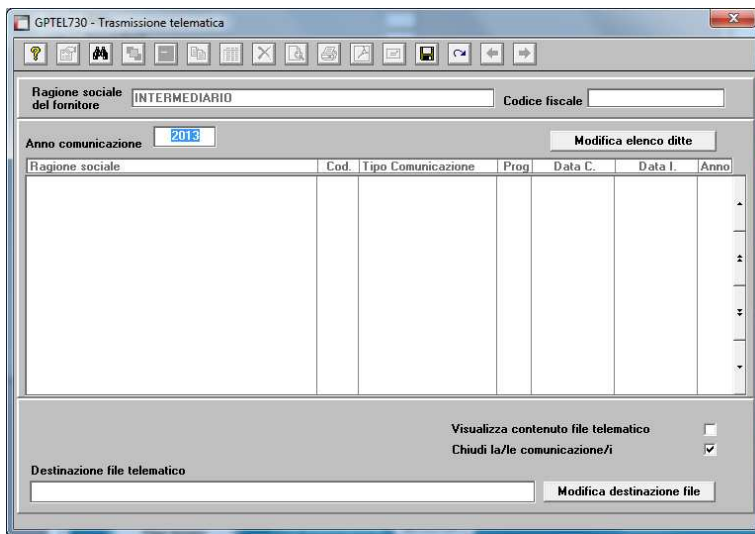 GPTEL730 - Trasmissione telematica
Ragione sociale
del fornitore
INTERMEDIARIO
Codice fiscale
Anno comunicazione 2013
Modifica elenco ditte
Ragione sociale Cod. Tipo Comunicazione Prog Data C. Data I. Anno
Visualizza contenuto file telematico
Chiudi la/le comunicazione/i
Destinazione file telematico
Modifica destinazione file